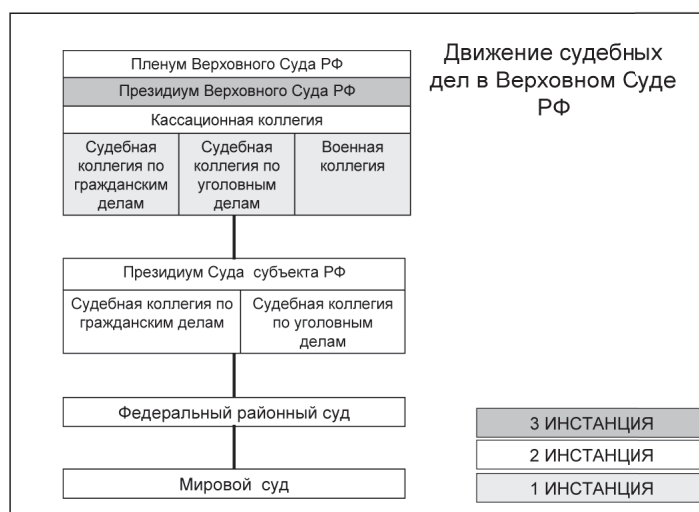 Движение судебных
дел в Верховном Суде
РФ
Пленум Верховного Суда РФ
Президиум Верховного Суда РФ
Кассационная коллегия
Судебная
коллегия по
гражданским
делам
Судебная
коллегия по
уголовным
делам
Военная
коллегия
Президиум Суда субъекта РФ
Судебная коллегия по
гражданским делам
Судебная коллегия
по уголовным
делам
Федеральный районный суд
Мировой суд
3 ИНСТАНЦИЯ
2 ИНСТАНЦИЯ
1 ИНСТАНЦИЯ